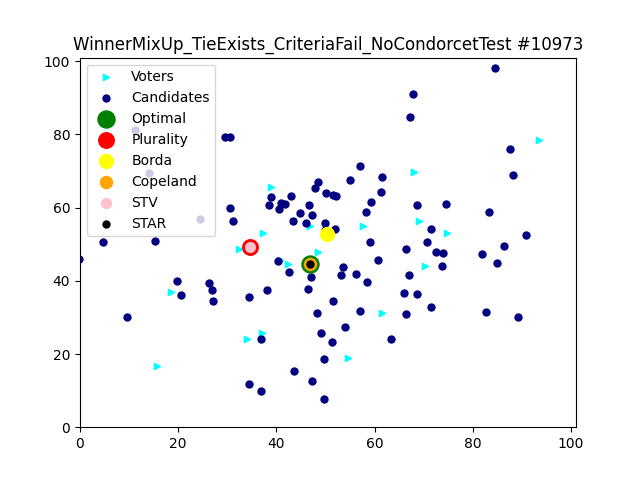 WinnerMixUp_TieExists_CriteriaFail_NoCondorcetTest #10973
100
80
60
40
20
0
Voters
Candidates
Optimal
Plurality
Borda
Copeland
STV
STAR
0 20 40 60 80 100